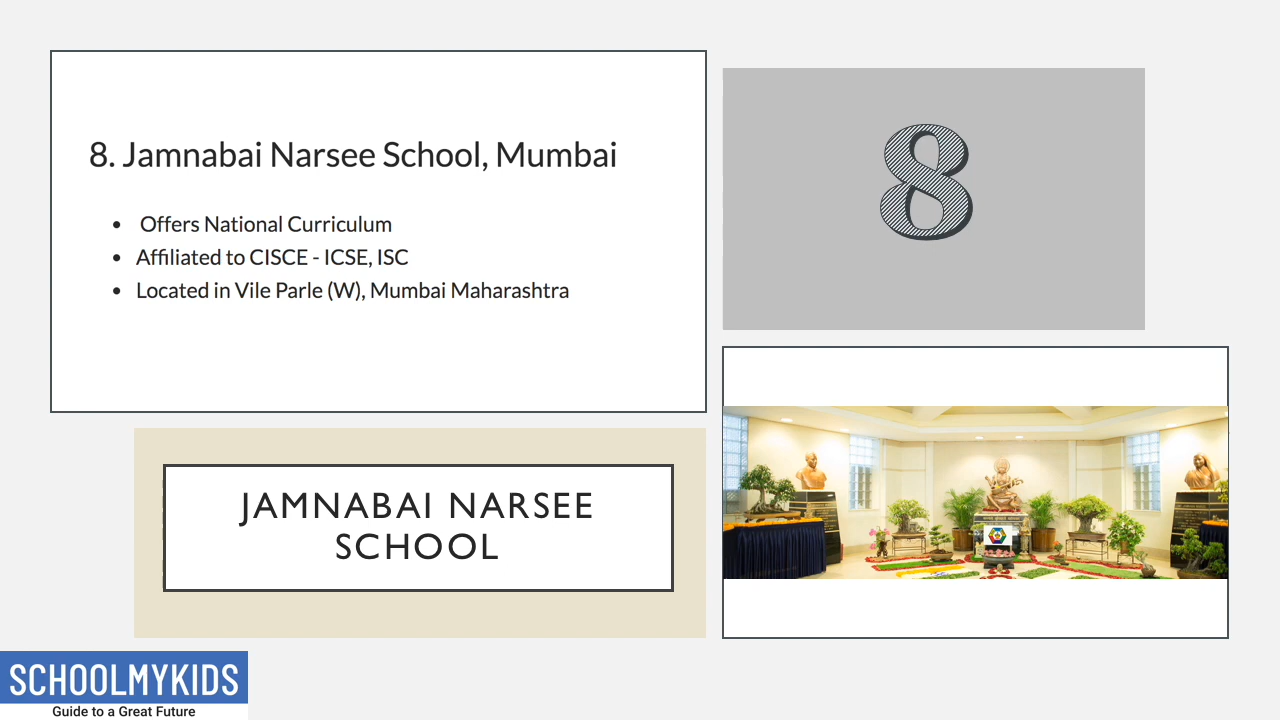 8. Jamnabai Narsee School, Mumbai
• Offers National Curriculum
• Affiliated to CISCE - ICSE, ISC
• Located in Vile Parle (W), Mumbai Maharashtra
8
JAMNABAI NARSEE
SCHOOL
SCHOOLMYKIDS
Guide to a Great Future